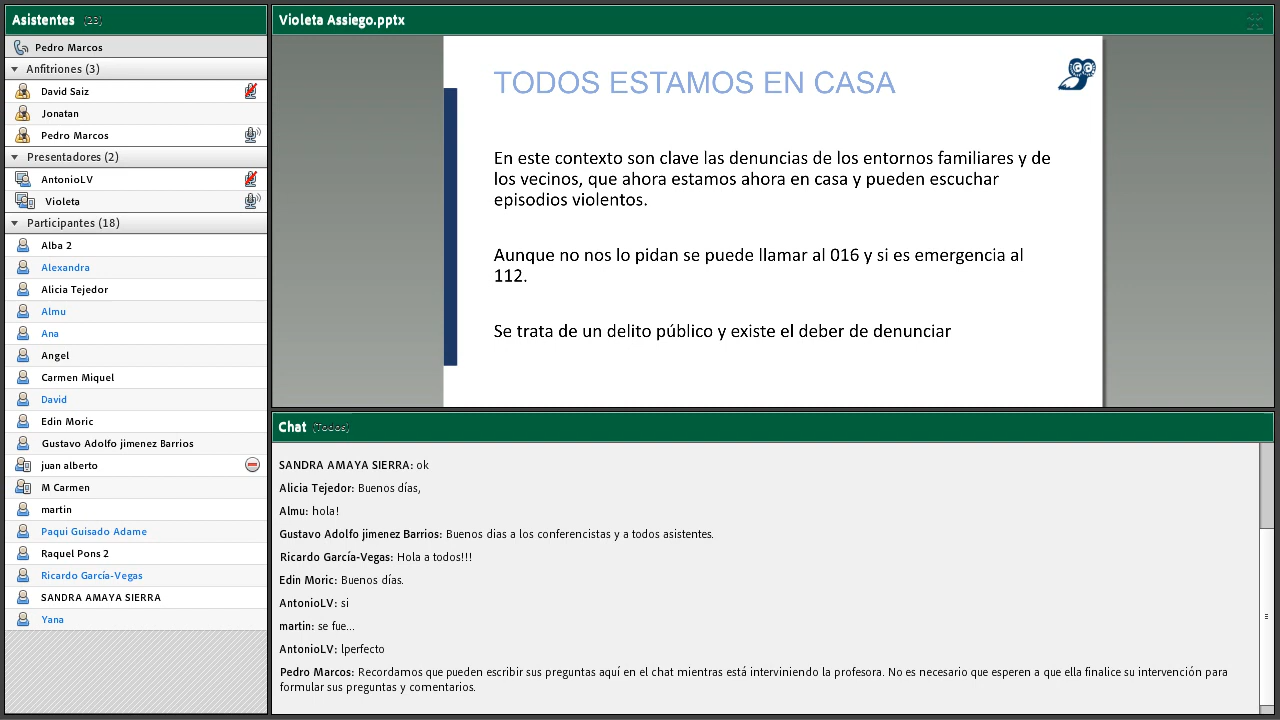 Asistentes (23)
Pedro Marcos
Anfitriones (3)
David Saiz
Jonatan
Pedro Marcos
Presentadores (2)
AntonioLV
Violeta
Participantes (18)
Alba 2
Alexandra
Alicia Tejedor
Almu
Ana
Angel
Carmen Miquel
David
Edin Moric
Gustavo Adolfo jimenez Barrios
juan alberto
M Carmen
martin
Paqui Guisado Adame
Raquel Pons 2
Ricardo García-Vegas
SANDRA AMAYA SIERRA
Yana
Violeta Assiego.pptx
TODOS ESTAMOS EN CASA
En este contexto son clave las denuncias de los entornos familiares y de
los vecinos, que ahora estamos ahora en casa y pueden escuchar
episodios violentos.
Aunque no nos lo pidan se puede llamar al 016 y si es emergencia al
112.
Se trata de un delito público y existe el deber de denunciar
Chat (Todos)
SANDRA AMAYA SIERRA: ok
Alicia Tejedor: Buenos días,
Almu: hola!
Gustavo Adolfo jimenez Barrios: Buenos dias a los conferencistas y a todos asistentes.
Ricardo García-Vegas: Hola a todos!!!
Edin Moric: Buenos días.
AntonioLV: si
martin: se fue...
AntonioLV: lperfecto
Pedro Marcos: Recordamos que pueden escribir sus preguntas aquí en el chat mientras está interviniendo la profesora. No es necesario que esperen a que ella finalice su intervención para
formular sus preguntas y comentarios.